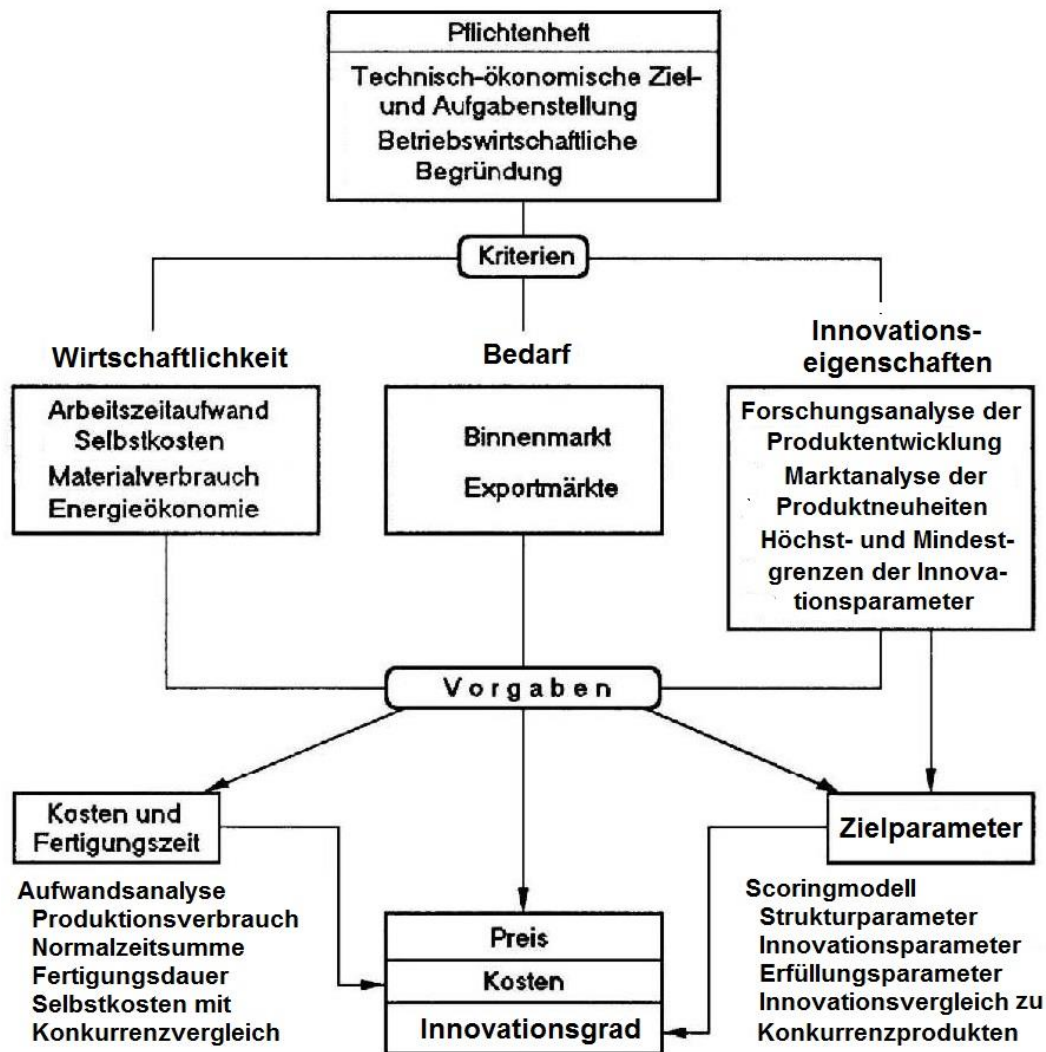 Pflichtenheft
Technisch-ökonomische Ziel-
und Aufgabenstellung
Betriebswirtschaftliche
Begründung
Kriterien
Wirtschaftlichkeit
Arbeitszeitaufwand
Selbstkosten
Materialverbrauch
Energieökonomie
Bedarf
Binnenmarkt
Exportmärkte
Innovations-
eigenschaften
Forschungsanalyse der
Produktentwicklung
Marktanalyse der
Produktneuheiten
Höchst- und Mindest-
grenzen der Innova-
tionsparameter
Vorgaben
Kosten und
Fertigungszeit
Aufwandsanalyse
Produktionsverbrauch
Normalzeitsumme
Fertigungsdauer
Selbstkosten mit
Konkurrenzvergleich
Preis
Kosten
Innovationsgrad
Zielparameter
Scoringmodell
Strukturparameter
Innovationsparameter
Erfüllungsparameter
Innovationsvergleich zu
Konkurrenzprodukten